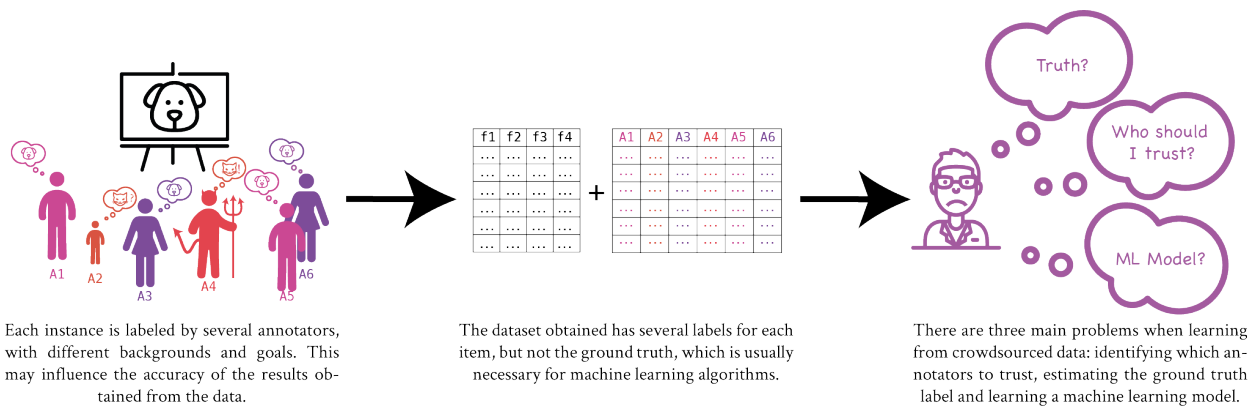 A1
A2
A3
A4
A5
A6
Each instance is labeled by several annotators,
with different backgrounds and goals. This
may influence the accuracy of the results ob-
tained from the data.
f1 f2 f3 f4
... ... ... ...
... ... ... ...
... ... ... ...
... ... ... ...
... ... ... ...
... ... ... ...
+
A1 A2 A3 A4 A5 A6
... ... ... ... ... ...
... ... ... ... ... ...
... ... ... ... ... ...
... ... ... ... ... ...
... ... ... ... ... ...
... ... ... ... ... ...
The dataset obtained has several labels for each
item, but not the ground truth, which is usually
necessary for machine learning algorithms.
Truth?
Who should
I trust?
ML Model?
There are three main problems when learning
from crowdsourced data: identifying which an-
notators to trust, estimating the ground truth
label and learning a machine learning model.